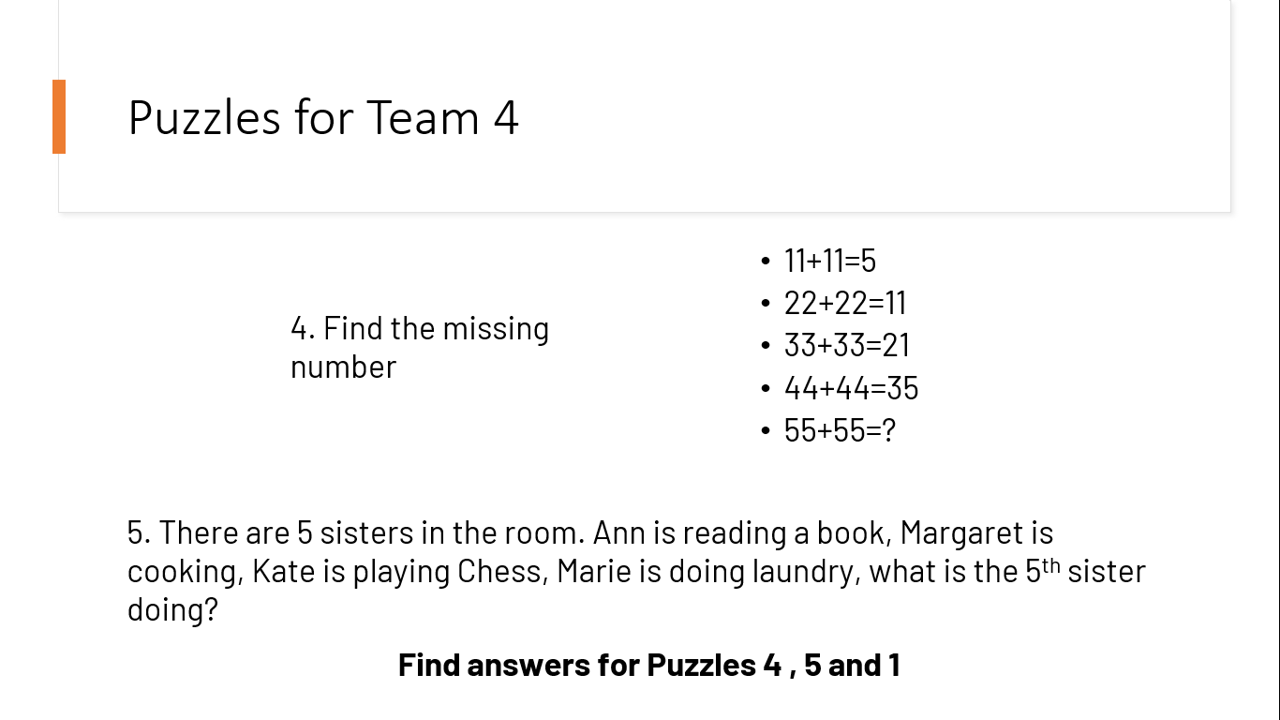 Puzzles for Team 4
4. Find the missing
number
• 11+11=5
• 22+22=11
• 33+33=21
• 44+44=35
• 55+55=?
5. There are 5 sisters in the room. Ann is reading a book, Margaret is
cooking, Kate is playing Chess, Marie is doing laundry, what is the 5th sister
doing?
Find answers for Puzzles 4 , 5 and 1